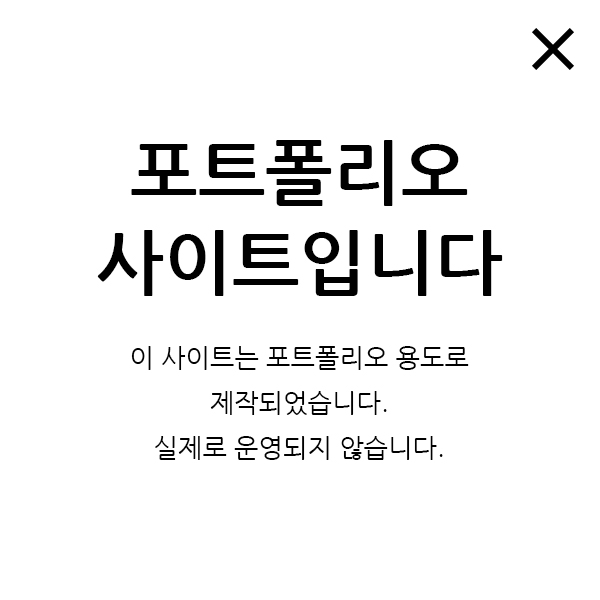 포트폴리오
사이트입니다
이 사이트는 포트폴리오 용도로
제작되었습니다.
실제로 운영되지 않습니다.